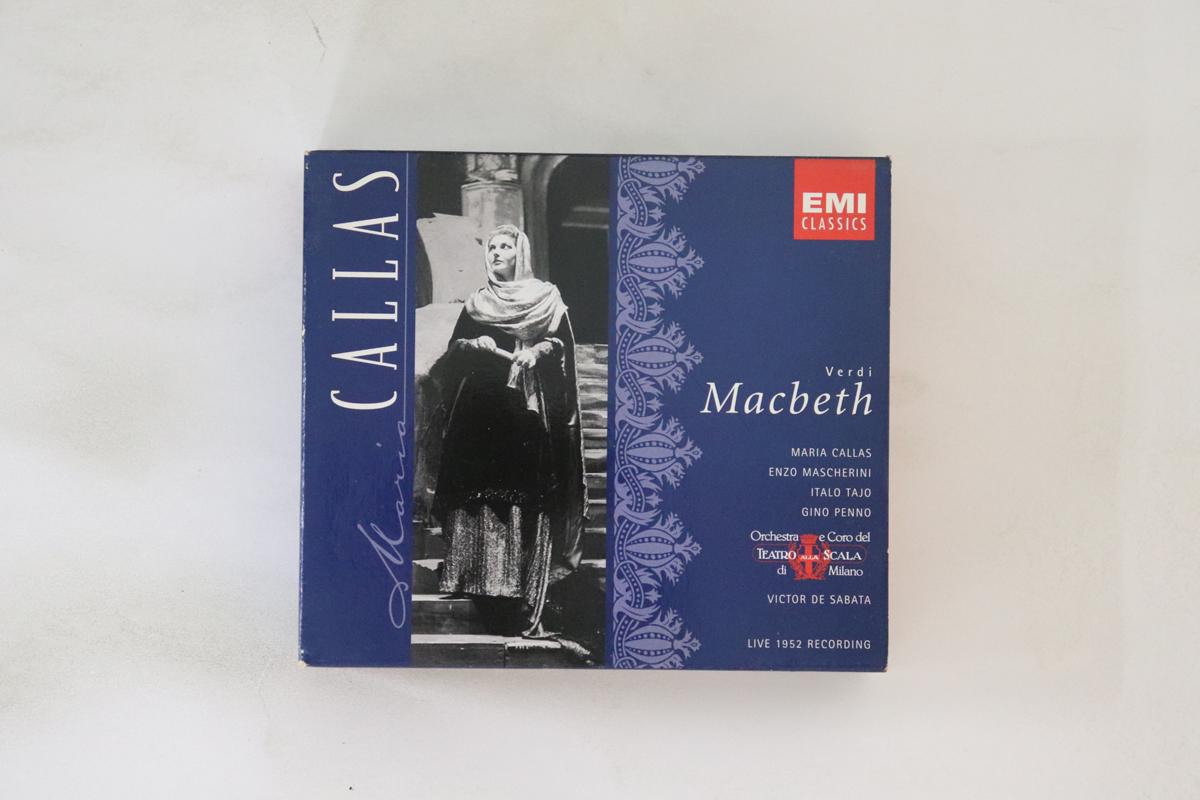 CALLAS
Maria
EMI
CLASSICS
Verdi
Macbeth
MARIA CALLAS
ENZO MASCHERINI
ITALO TAJO
GINO PENNO
Orchestra e Coro del
TEATRO ALLA SCALA
di Milano
VICTOR DE SABATA
LIVE 1952 RECORDING